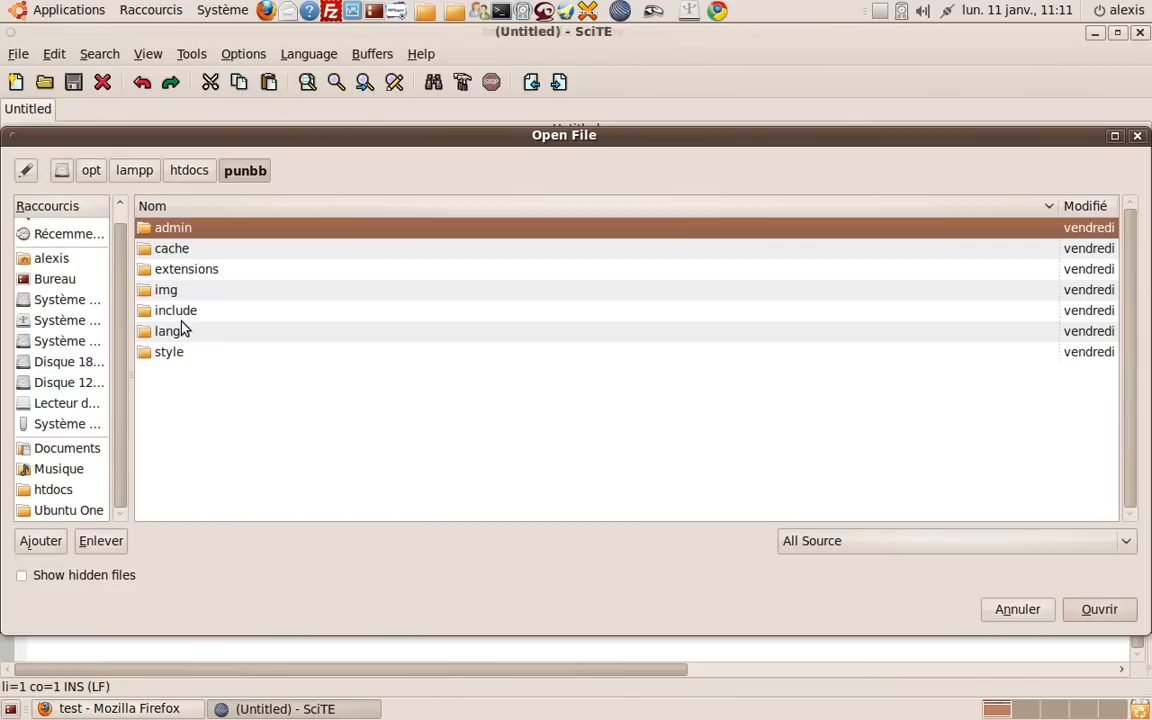 Applications Raccourcis Système lun. 11 janv., 11:11 alexis
(Untitled) - SciTE
File Edit Search View Tools Options Language Buffers Help
STOP
Untitled
Open File
opt lampp htdocs punbb
Raccourcis Nom Modifié
Récemme... admin vendredi
cache vendredi
alexis extensions vendredi
Bureau img vendredi
Système ... include vendredi
Système ... lang vendredi
Système ... style vendredi
Disque 18...
Disque 12...
Lecteur d...
Système ...
Documents
Musique
htdocs
Ubuntu One
Ajouter Enlever All Source
Show hidden files
Annuler Ouvrir
li=1 co=1 INS (LF)
test - Mozilla Firefox (Untitled) - SciTE